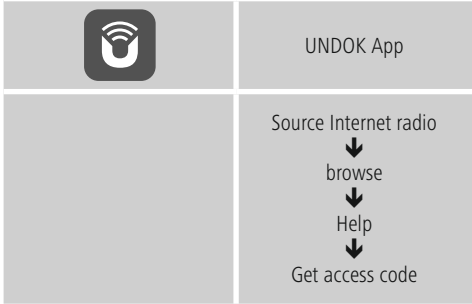 UNDOK App
Source Internet radio
browse
Help
Get access code